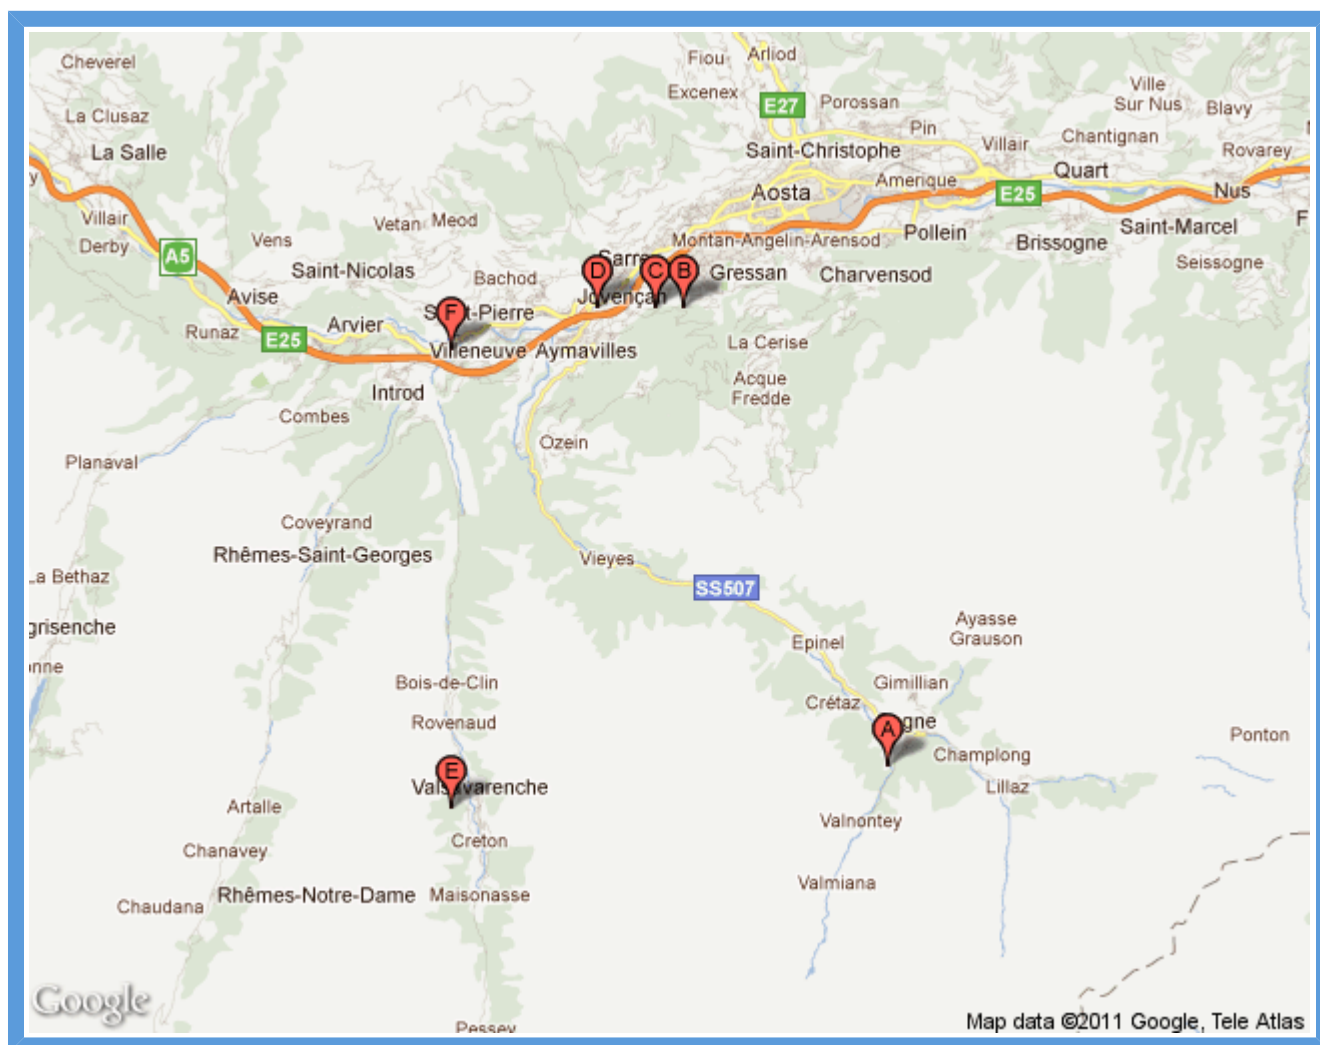 Cheverel
Fiou
Arliod
Excenex
E27
Porossan
Ville
Sur Nus
Blavy
La Clusaz
Pin
Chantignan
La Salle
Saint-Christophe
Villair
Rovarey
Quart
Aosta
Amerique
E25
Nus
Villair
Vetan
Meod
Derby
Vens
Montan-Angelin-Arensod
Pollein
Brissogne
Saint-Marcel
A5
Saint-Nicolas
Bachod
D
C
B
Gressan
Charvensod
Seissogne
Avise
F
Runaz
E25
Arvier
Villeneuve
Aymavilles
La Cerise
Introd
Acque
Fredde
Combes
Ozein
Planaval
Coveyrand
Rhêmes-Saint-Georges
Vieyes
SS507
Epinel
Ayasse
Grauson
Bois-de-Clin
Gimillian
Crétaz
Rovenaud
A
Champlong
Ponton
E
Lillaz
Artalle
Valnontey
Creton
Chanavey
Valmiana
Rhêmes-Notre-Dame
Maisonasse
Chaudana
Google
Pessey
Map data ©2011 Google, Tele Atlas